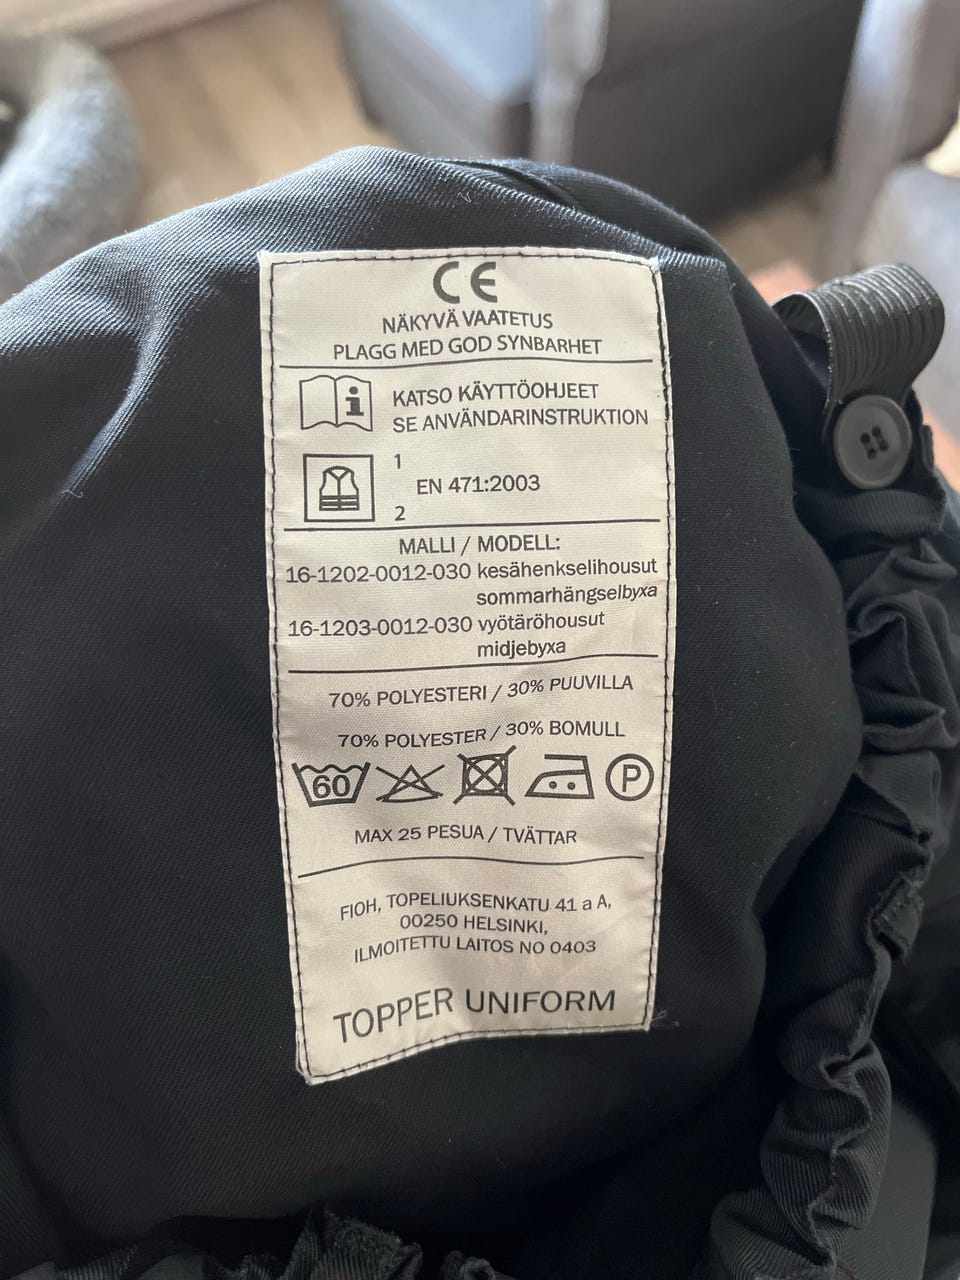 CE
NÄKYVÄ VAATETUS
PLAGG MED GOD SYNBARHET
i KATSO KÄYTTÖOHJEET
SE ANVÄNDARINSTRUKTION
1
EN 471:2003
2
MALLI / MODELL:
16-1202-0012-030 kesähenkselihousut
sommarhängselbyxa
16-1203-0012-030 vyötäröhousut
midjebyxa
70% POLYESTERI / 30% PUUVILLA
70% POLYESTER / 30% BOMULL
60 P
MAX 25 PESUA / TVÄTTAR
FIOH, TOPELIUKSENKATU 41 a A,
00250 HELSINKI,
ILMOITETTU LAITOS NO 0403
TOPPER UNIFORM